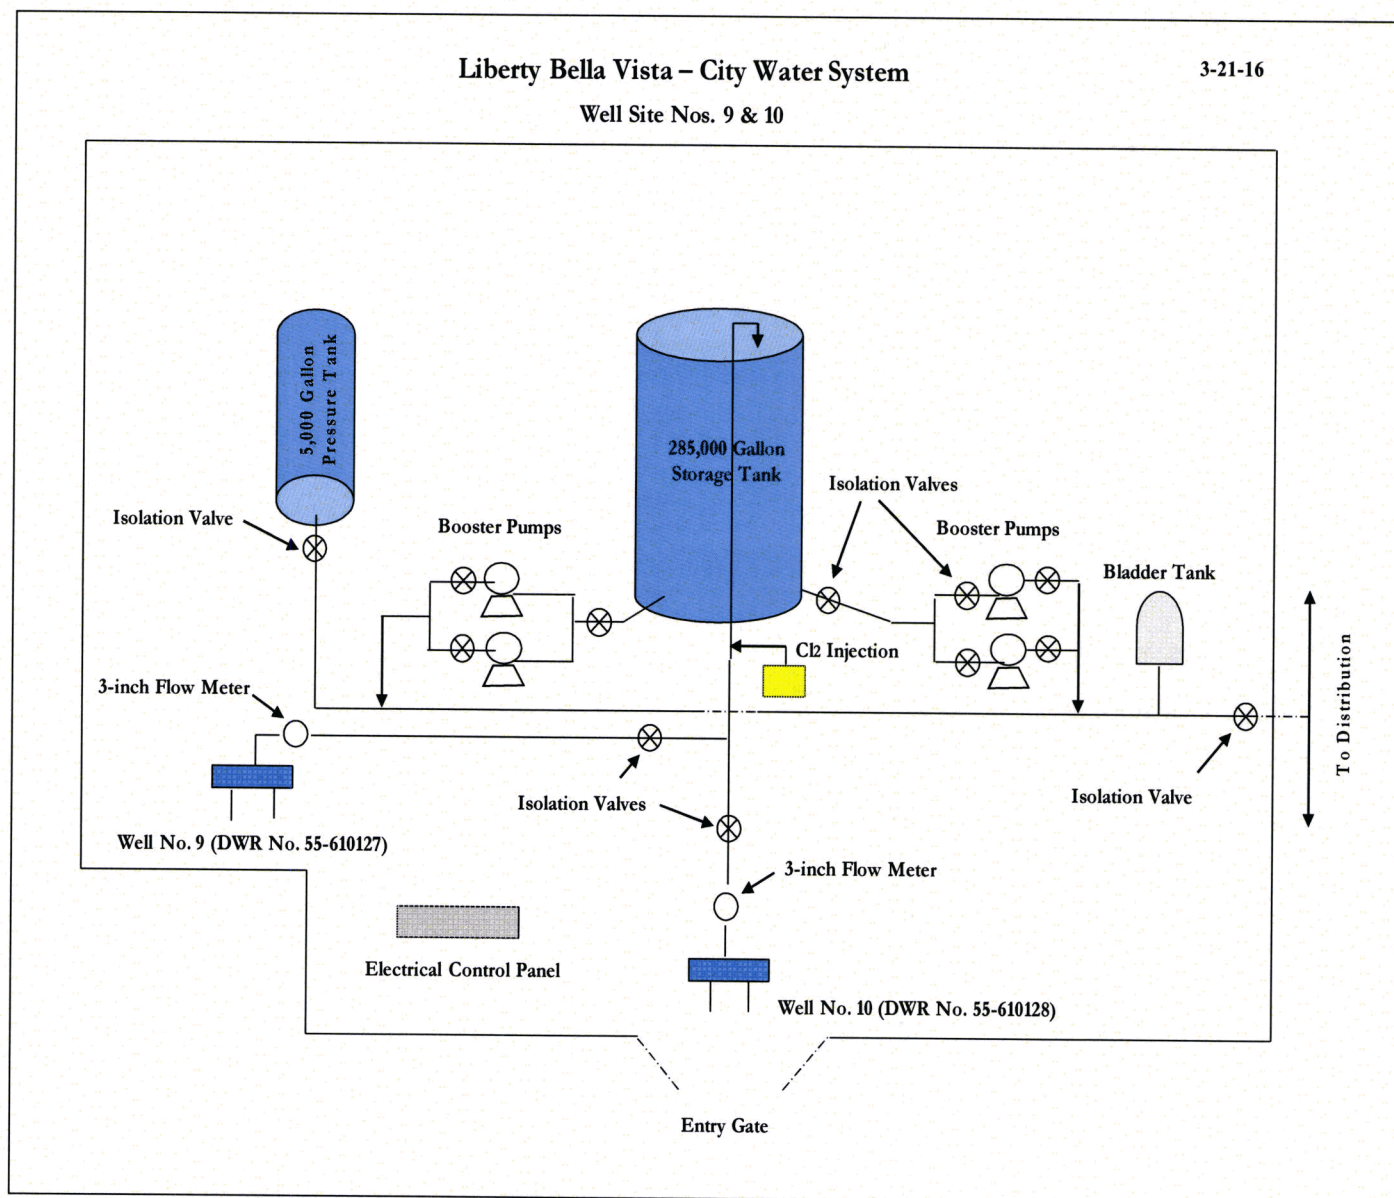 Liberty Bella Vista – City Water System
3-21-16
Well Site Nos. 9 & 10
5,000 Gallon
Pressure Tank
285,000 Gallon
Storage Tank
Isolation Valves
Isolation Valve
Booster Pumps
Booster Pumps
Bladder Tank
Cl2 Injection
To Distribution
3-inch Flow Meter
Isolation Valves
Isolation Valve
Well No. 9 (DWR No. 55-610127)
3-inch Flow Meter
Electrical Control Panel
Well No. 10 (DWR No. 55-610128)
Entry Gate